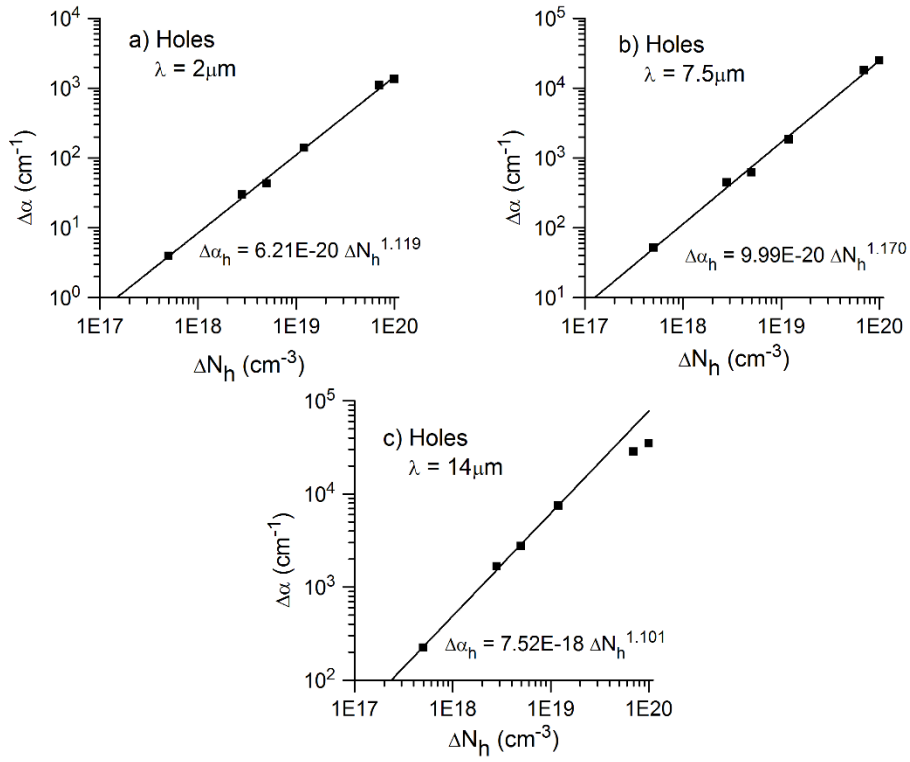 a) Holes
λ = 2μm
10^4
10^3
10^2
10^1
10^0
Δα (cm^-1)
Δα_h = 6.21E-20 ΔN_h^1.119
1E17 1E18 1E19 1E20
ΔN_h (cm^-3)
b) Holes
λ = 7.5μm
10^5
10^4
10^3
10^2
10^1
Δα (cm^-1)
Δα_h = 9.99E-20 ΔN_h^1.170
1E17 1E18 1E19 1E20
ΔN_h (cm^-3)
c) Holes
λ = 14μm
10^5
10^4
10^3
10^2
Δα (cm^-1)
Δα_h = 7.52E-18 ΔN_h^1.101
1E17 1E18 1E19 1E20
ΔN_h (cm^-3)